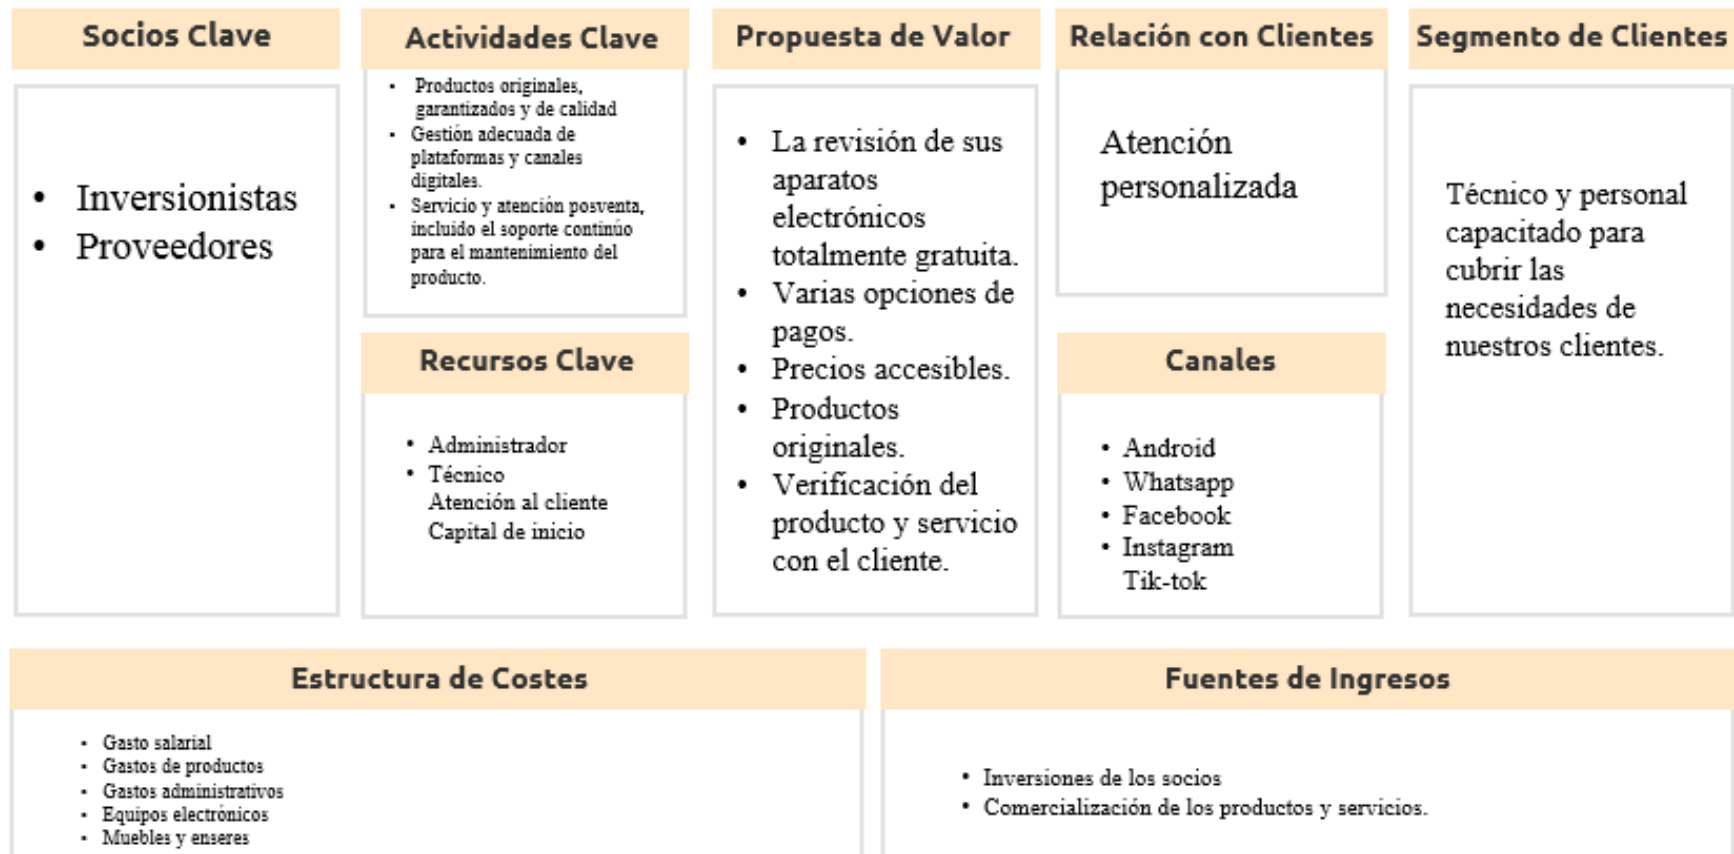 Socios Clave
• Inversionistas
• Proveedores
Actividades Clave
• Productos originales,
garantizados y de calidad
• Gestión adecuada de
plataformas y canales
digitales.
• Servicio y atención posventa,
incluido el soporte continúo
para el mantenimiento del
producto.
Recursos Clave
• Administrador
• Técnico
Atención al cliente
Capital de inicio
Propuesta de Valor
• La revisión de sus
aparatos
electrónicos
totalmente gratuita.
• Varias opciones de
pagos.
• Precios accesibles.
• Productos
originales.
• Verificación del
producto y servicio
con el cliente.
Relación con Clientes
Atención
personalizada
Canales
• Android
• Whatsapp
• Facebook
• Instagram
Tik-tok
Segmento de Clientes
Técnico y personal
capacitado para
cubrir las
necesidades de
nuestros clientes.
Estructura de Costes
• Gasto salarial
• Gastos de productos
• Gastos administrativos
• Equipos electrónicos
• Muebles y enseres
Fuentes de Ingresos
• Inversiones de los socios
• Comercialización de los productos y servicios.